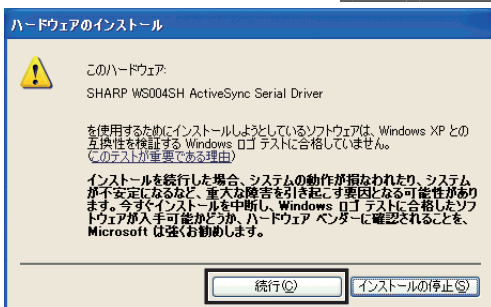 ハードウェアのインストール
このハードウェア:
SHARP WS004SH ActiveSync Serial Driver
を使用するためにインストールしようとしているソフトウェアは、Windows XP との
互換性を検証する Windows ロゴ テストに合格していません。
(このテストが重要である理由)
インストールを続行した場合、システムの動作が損なわれたり、システム
が不安定になるなど、重大な障害を引き起こす要因となる可能性があり
ます。今すぐインストールを中断し、Windows ロゴ テストに合格したソフ
トウェアが入手可能かどうか、ハードウェア ベンダーに確認されることを、
Microsoft は強くお勧めします。
続行(C)
インストールの停止(S)